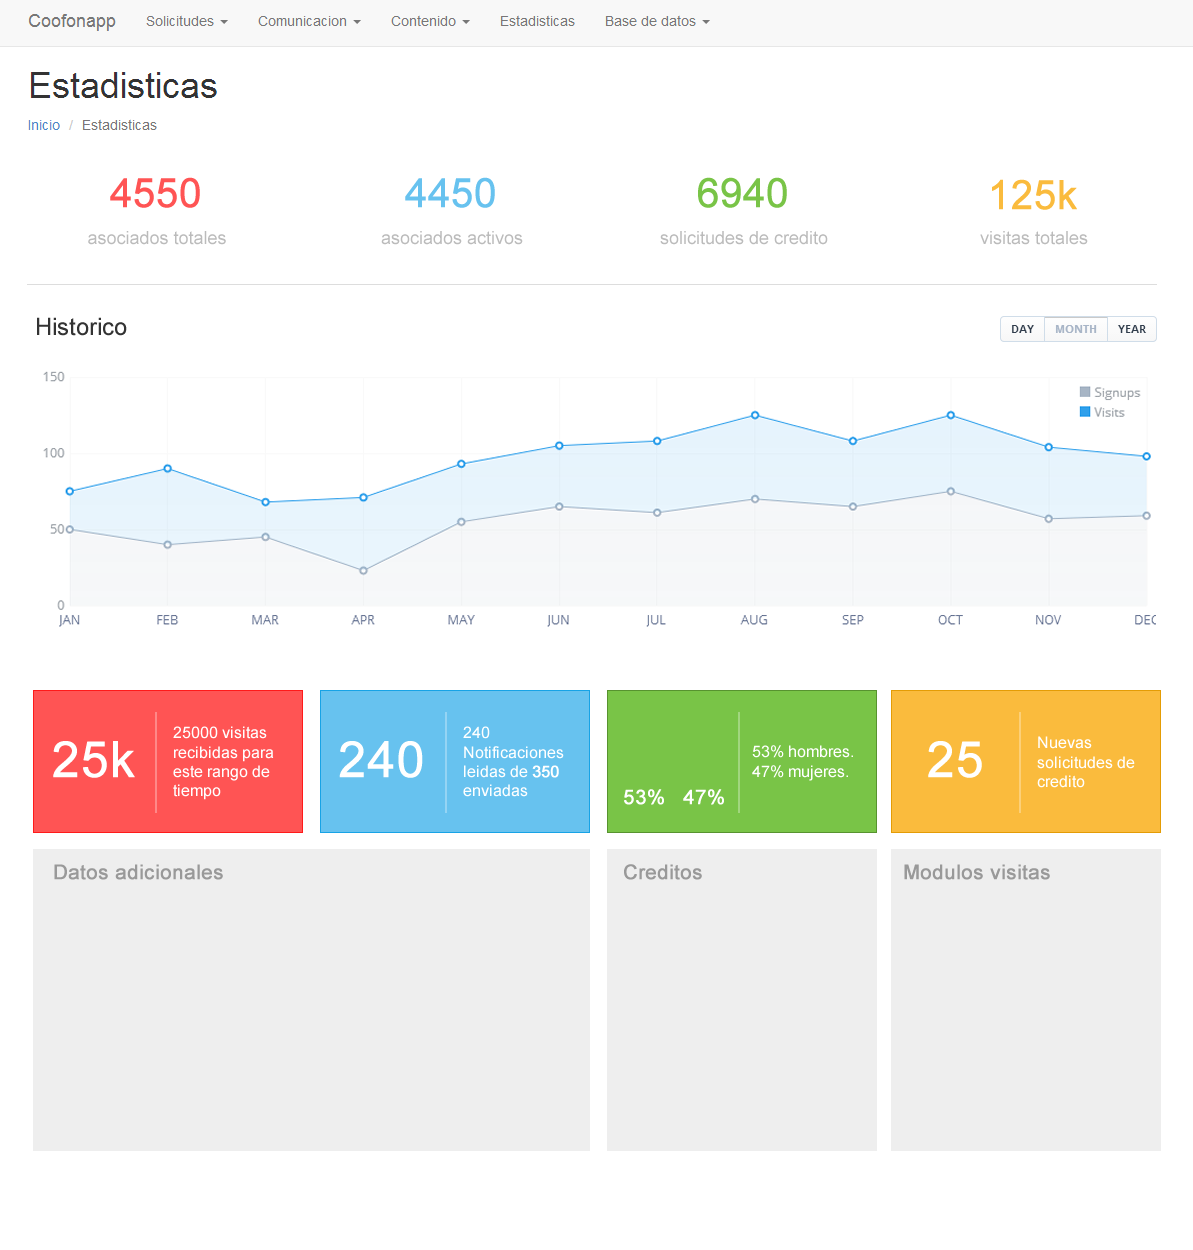 Coofonapp Solicitudes Comunicacion Contenido Estadisticas Base de datos
Estadisticas
Inicio / Estadisticas
4550 4450 6940 125k
asociados totales asociados activos solicitudes de credito visitas totales
Historico
DAY MONTH YEAR
150
100
50
0
Signups
Visits
JAN FEB MAR APR MAY JUN JUL AUG SEP OCT NOV DEC
25k
25000 visitas
recibidas para
este rango de
tiempo
240
240
Notificaciones
leidas de 350
enviadas
53% 47%
53% hombres.
47% mujeres.
25
Nuevas
solicitudes de
credito
Datos adicionales
Creditos
Modulos visitas